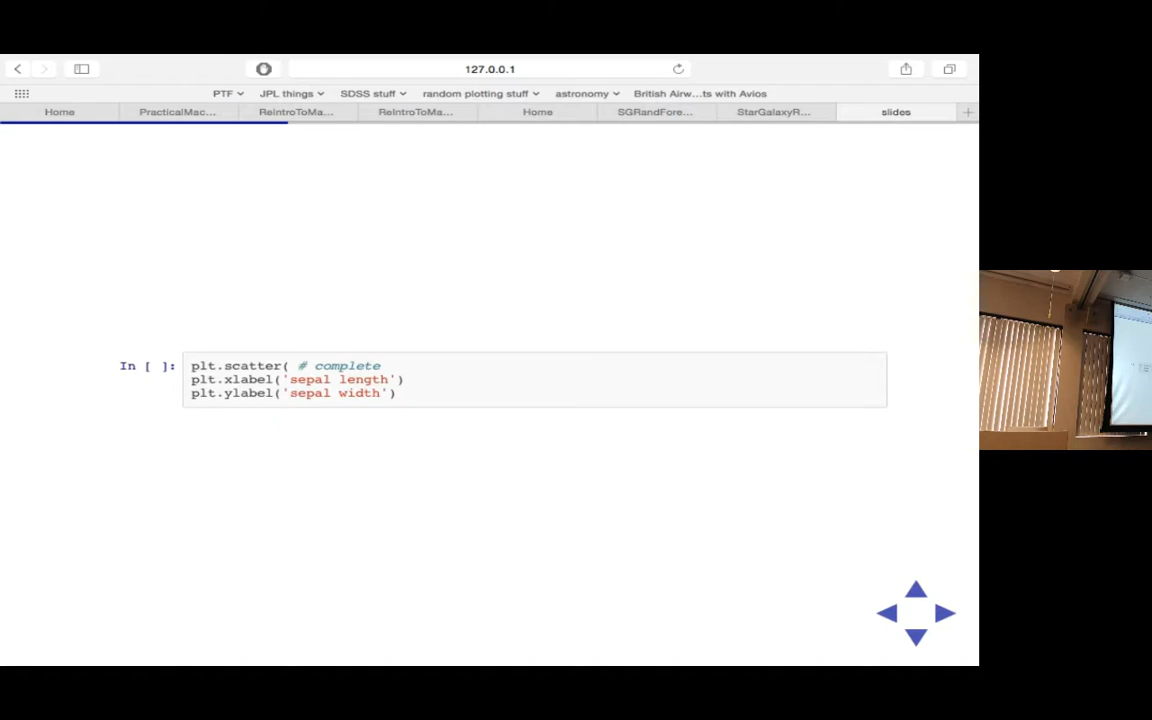 127.0.0.1
PTF JPL things SDSS stuff random plotting stuff astronomy British Airw...ts with Avios
Home PracticalMac... ReIntroToMa... ReIntroToMa... Home SGRandFore... StarGalaxyR... slides
In [ ]: plt.scatter( # complete
plt.xlabel('sepal length')
plt.ylabel('sepal width')